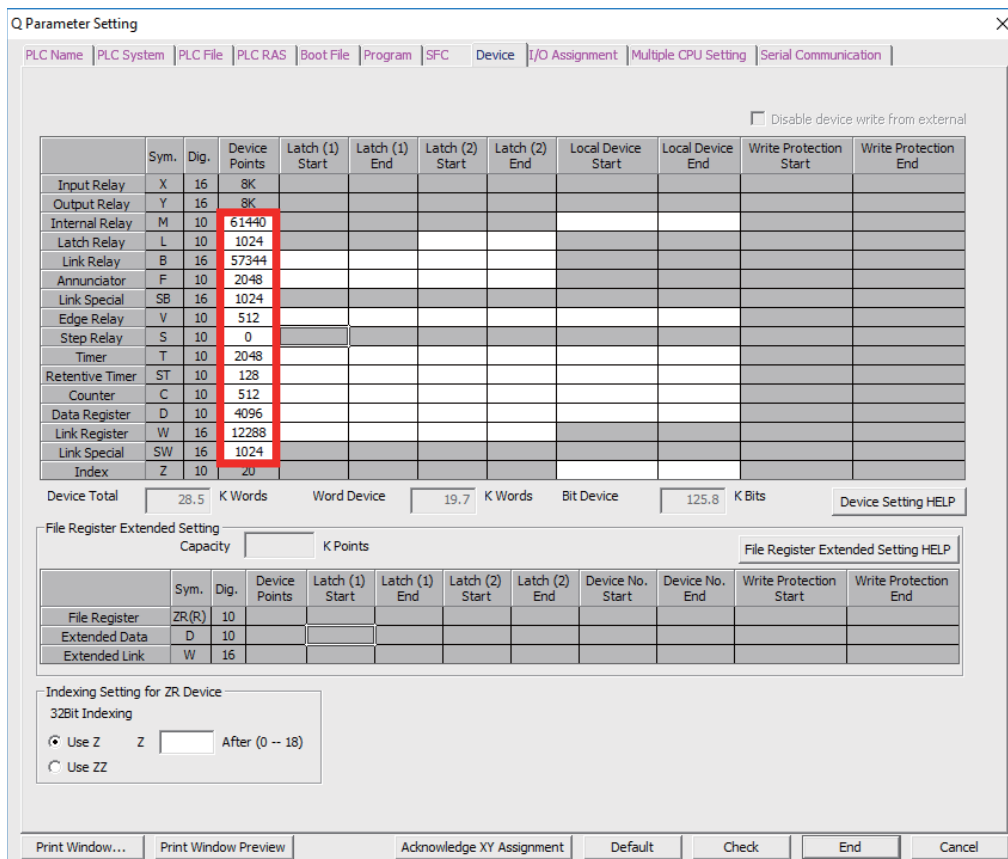 Q Parameter Setting
PLC Name PLC System PLC File PLC RAS Boot File Program SFC Device I/O Assignment Multiple CPU Setting Serial Communication
Disable device write from external
Sym. Dig. Device Points Latch (1) Start Latch (1) End Latch (2) Start Latch (2) End Local Device Start Local Device End Write Protection Start Write Protection End
Input Relay X 16 8K
Output Relay Y 16 8K
Internal Relay M 10 61440
Latch Relay L 10 1024
Link Relay B 16 57344
Annunciator F 10 2048
Link Special SB 16 1024
Edge Relay V 10 512
Step Relay S 10 0
Timer T 10 2048
Retentive Timer ST 10 128
Counter C 10 512
Data Register D 10 4096
Link Register W 16 12288
Link Special SW 16 1024
Index Z 10 20
Device Total 28.5 K Words Word Device 19.7 K Words Bit Device 125.8 K Bits Device Setting HELP
File Register Extended Setting
Capacity K Points File Register Extended Setting HELP
Sym. Dig. Device Points Latch (1) Start Latch (1) End Latch (2) Start Latch (2) End Device No. Start Device No. End Write Protection Start Write Protection End
File Register ZR(R) 10
Extended Data D 10
Extended Link W 16
Indexing Setting for ZR Device
32Bit Indexing
Use Z Z After (0 -- 18)
Use ZZ
Print Window... Print Window Preview Acknowledge XY Assignment Default Check End Cancel